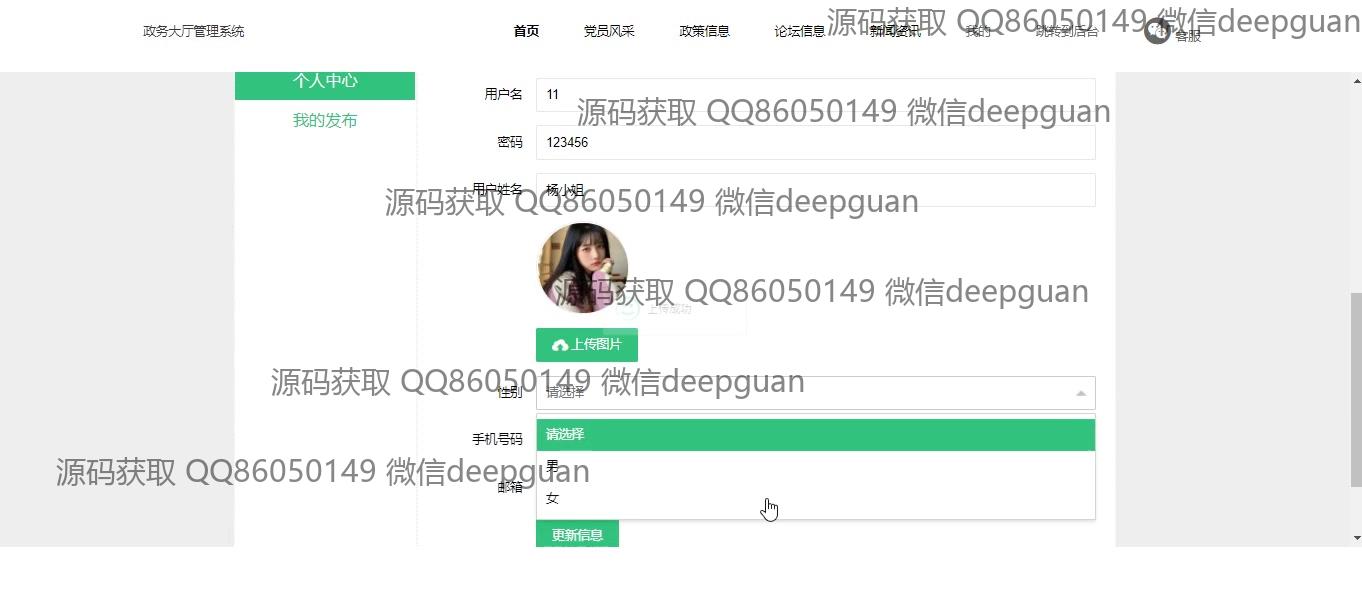 政务大厅管理系统 首页 党员风采 政策信息 论坛信息 新闻资讯 我的 跳转到后台 客服
源码获取 QQ86050149 微信deepguan
个人中心
用户名 11
源码获取 QQ86050149 微信deepguan
我的发布
密码 123456
用户姓名 杨小姐
源码获取 QQ86050149 微信deepguan
源码获取 QQ86050149 微信deepguan
上传成功
上传图片
源码获取 QQ86050149 微信deepguan
性别 请选择
手机号码 请选择
男
源码获取 QQ86050149 微信deepguan
邮箱
女
更新信息